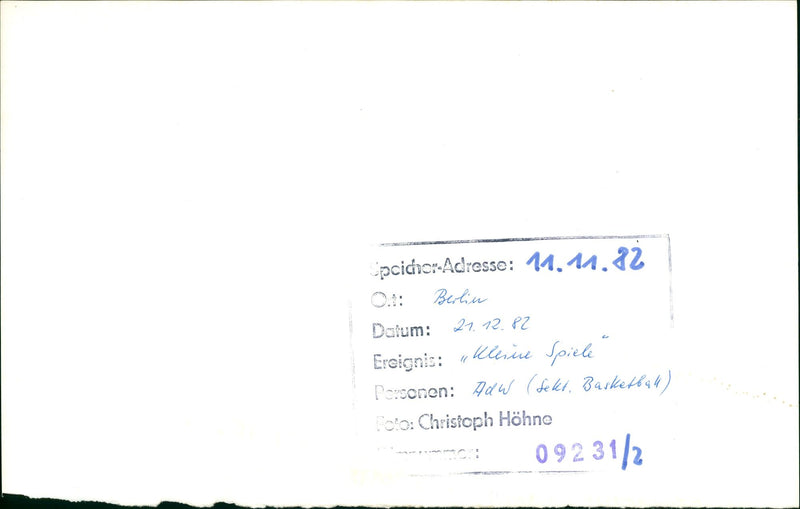 Speicher-Adresse: 11.11.82
Ort: Berlin
Datum: 21.12.82
Ereignis: „Kleine Spiele“
Personen: AdW (Sekt. Basketball)
Foto: Christoph Höhne
09231/2